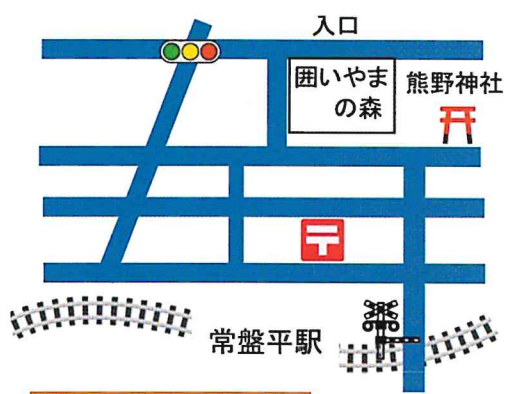 入口
囲いやま
の森
熊野神社
常盤平駅